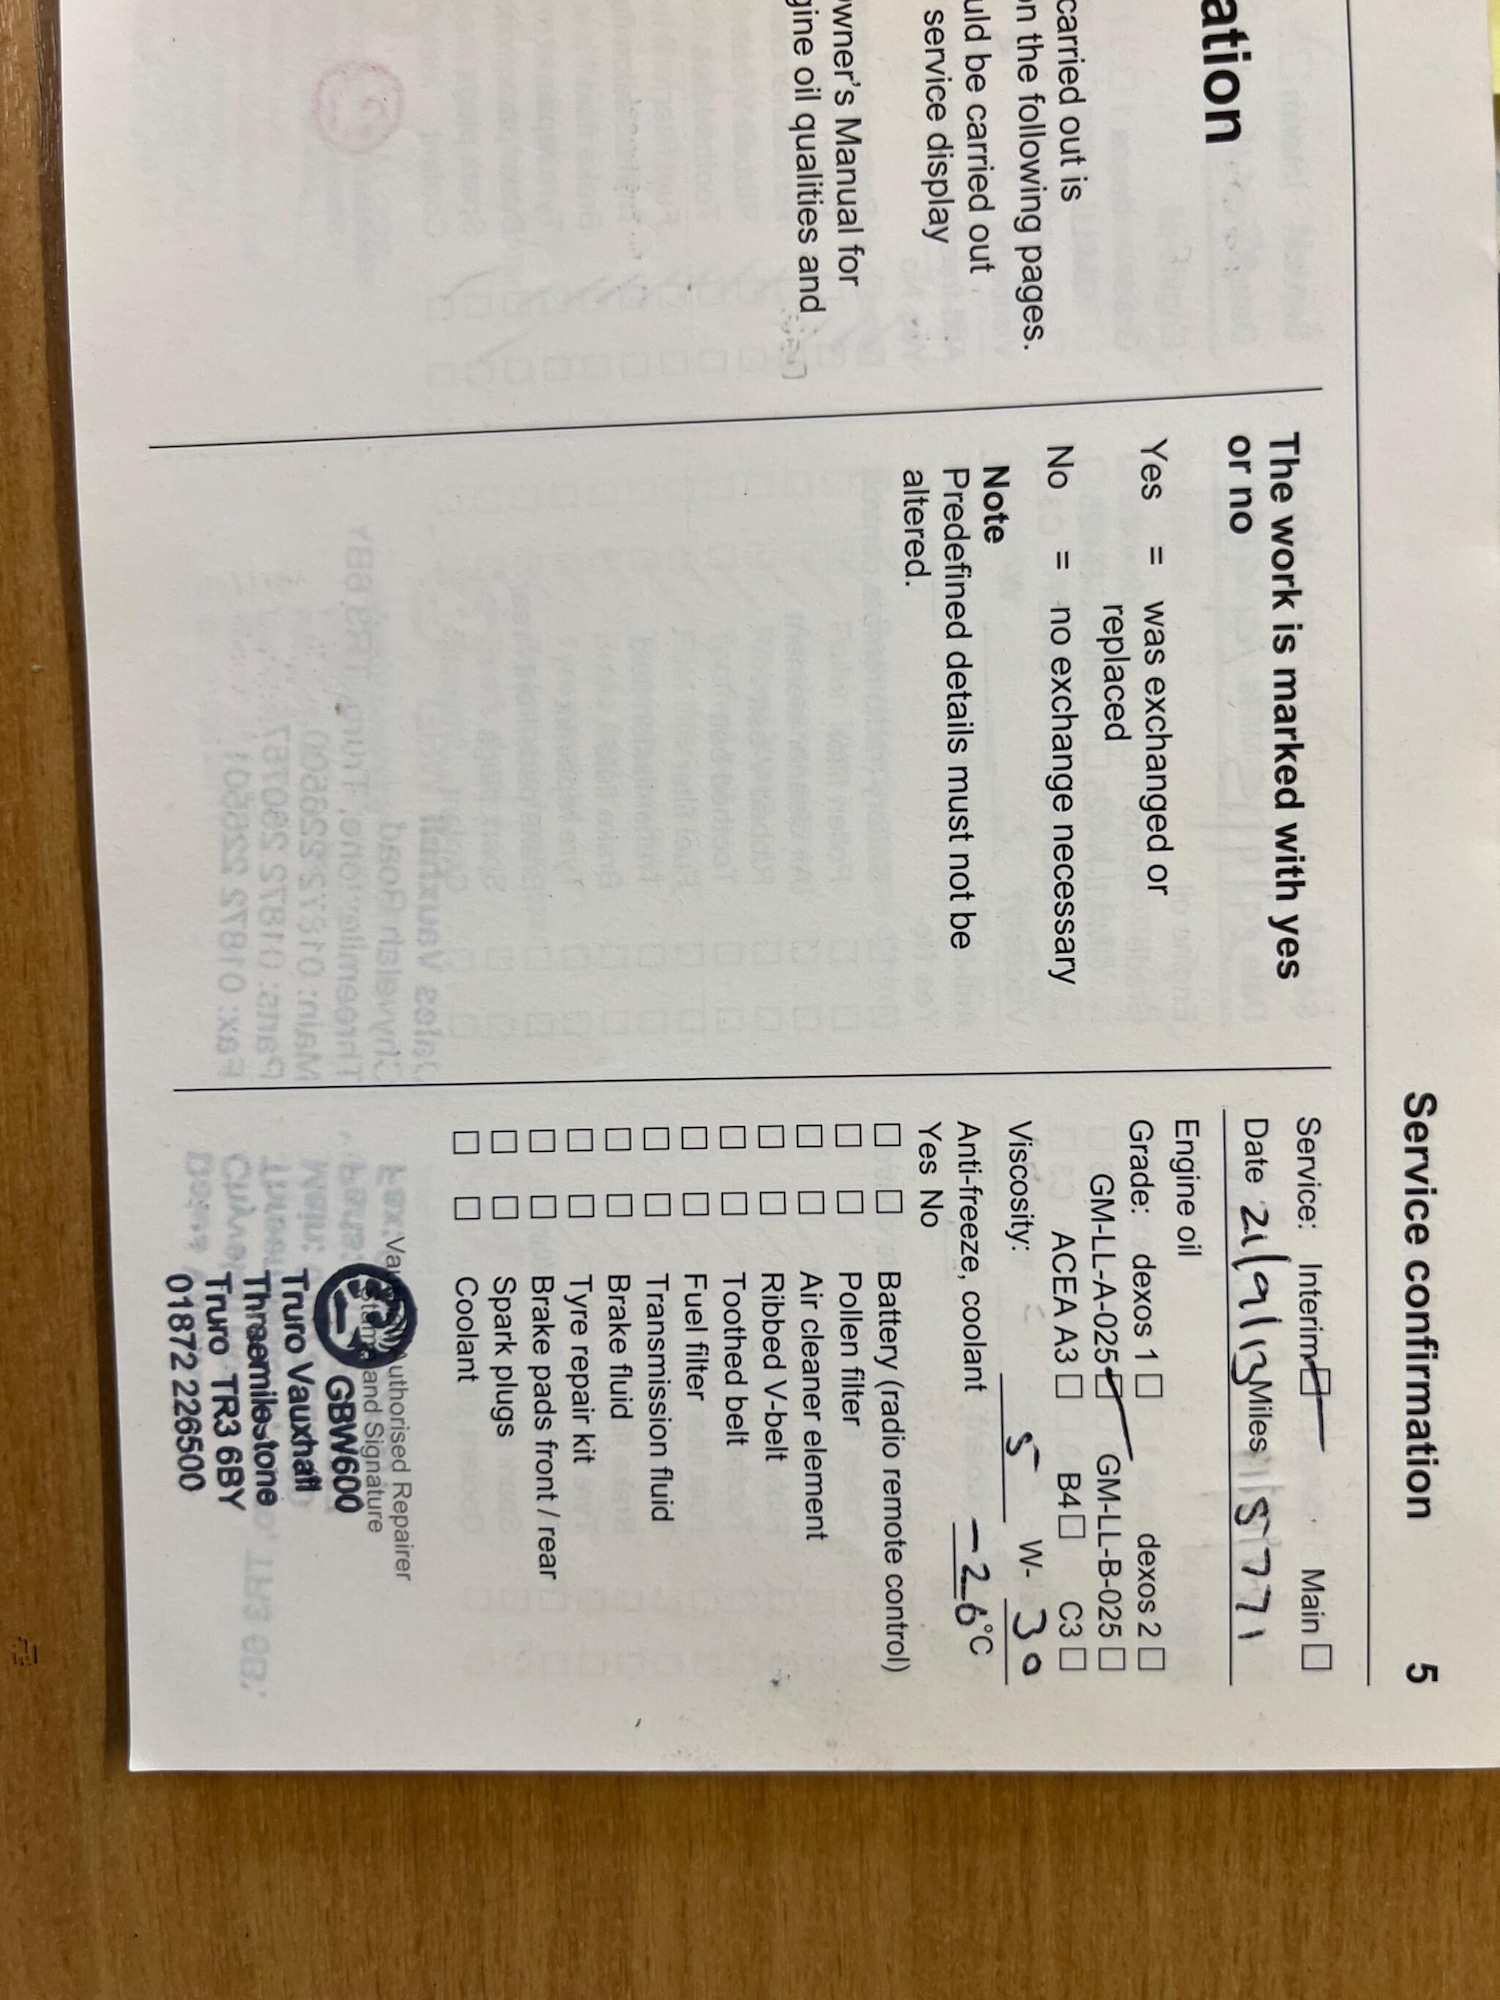 Service confirmation 5
ation
carried out is
on the following pages.
uld be carried out
service display
wner's Manual for
gine oil qualities and
The work is marked with yes
or no
Yes = was exchanged or
replaced
No = no exchange necessary
Note
Predefined details must not be
altered.
Service: Interim ☑ Main ☐
Date 21/9/13 Miles 15771
Engine oil
Grade: dexos 1 ☐ dexos 2 ☐
GM-LL-A-025 ☑ GM-LL-B-025 ☐
ACEA A3 ☐ B4 ☐ C3 ☐
Viscosity: 5 W- 30
Anti-freeze, coolant -26°C
Yes No
☐ ☐ Battery (radio remote control)
☐ ☐ Pollen filter
☐ ☐ Air cleaner element
☐ ☐ Ribbed V-belt
☐ ☐ Toothed belt
☐ ☐ Fuel filter
☐ ☐ Transmission fluid
☐ ☐ Brake fluid
☐ ☐ Tyre repair kit
☐ ☐ Brake pads front / rear
☐ ☐ Spark plugs
☐ ☐ Coolant
Authorised Repairer
and Signature
GBW600
Truro Vauxhall
Threemilestone
Truro TR3 6BY
01872 226500